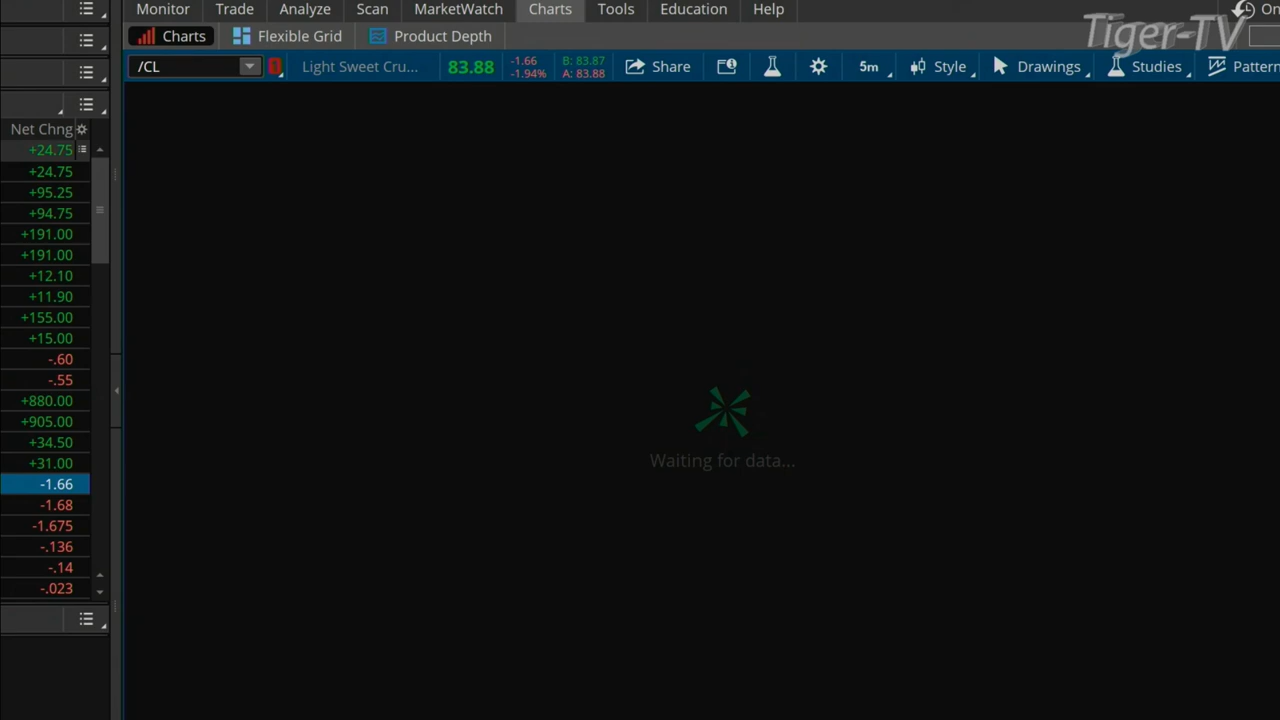 Monitor Trade Analyze Scan MarketWatch Charts Tools Education Help
On
Tiger-TV
Charts Flexible Grid Product Depth
/CL
1
Light Sweet Cru... 83.88
-1.66
-1.94%
B: 83.87
A: 83.88
Share 5m Style Drawings Studies Pattern
Net Chng
+24.75
+24.75
+95.25
+94.75
+191.00
+191.00
+12.10
+11.90
+155.00
+15.00
-.60
-.55
+880.00
+905.00
+34.50
+31.00
-1.66
-1.68
-1.675
-.136
-.14
-.023
Waiting for data...